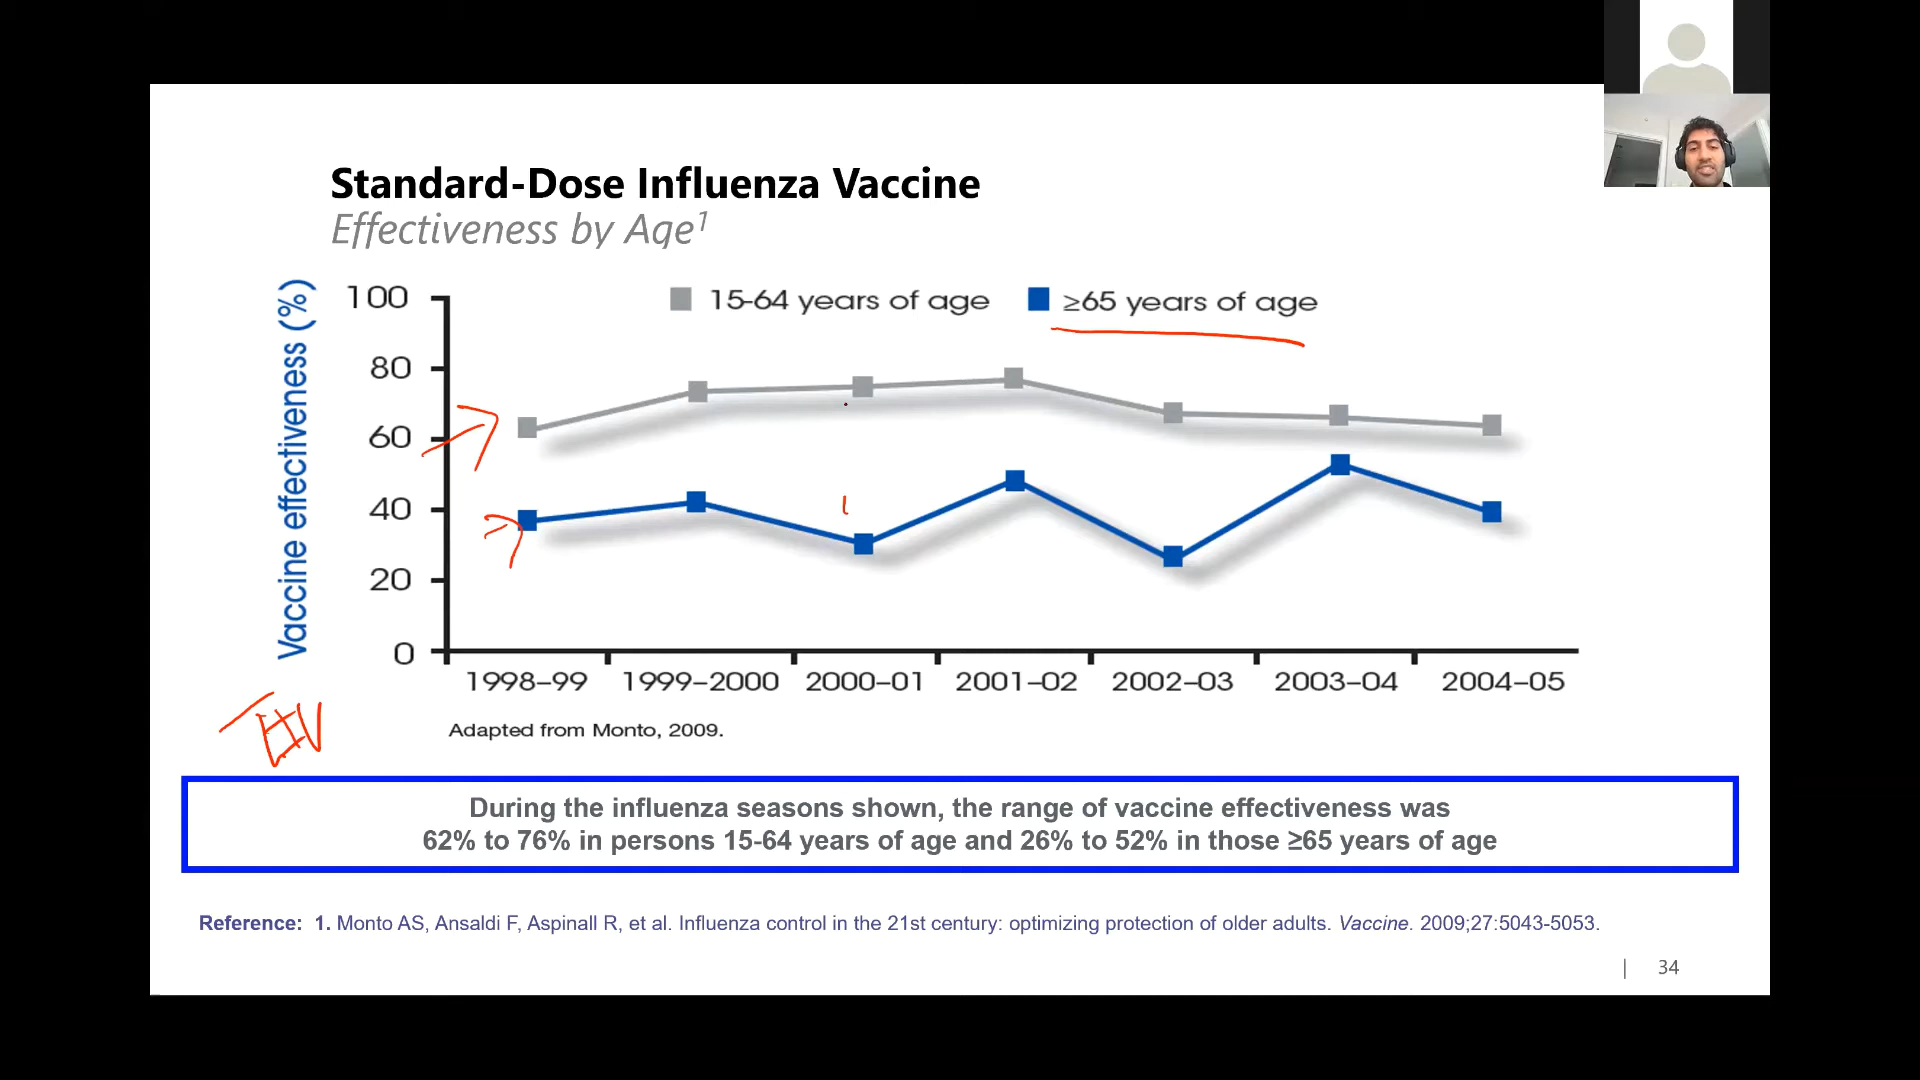 Standard-Dose Influenza Vaccine
Effectiveness by Age1
Vaccine effectiveness (%)
100
80
60
40
20
0
15-64 years of age
≥65 years of age
1998–99 1999–2000 2000–01 2001–02 2002–03 2003–04 2004–05
Adapted from Monto, 2009.
During the influenza seasons shown, the range of vaccine effectiveness was
62% to 76% in persons 15-64 years of age and 26% to 52% in those ≥65 years of age
Reference: 1. Monto AS, Ansaldi F, Aspinall R, et al. Influenza control in the 21st century: optimizing protection of older adults. Vaccine. 2009;27:5043-5053.
| 34